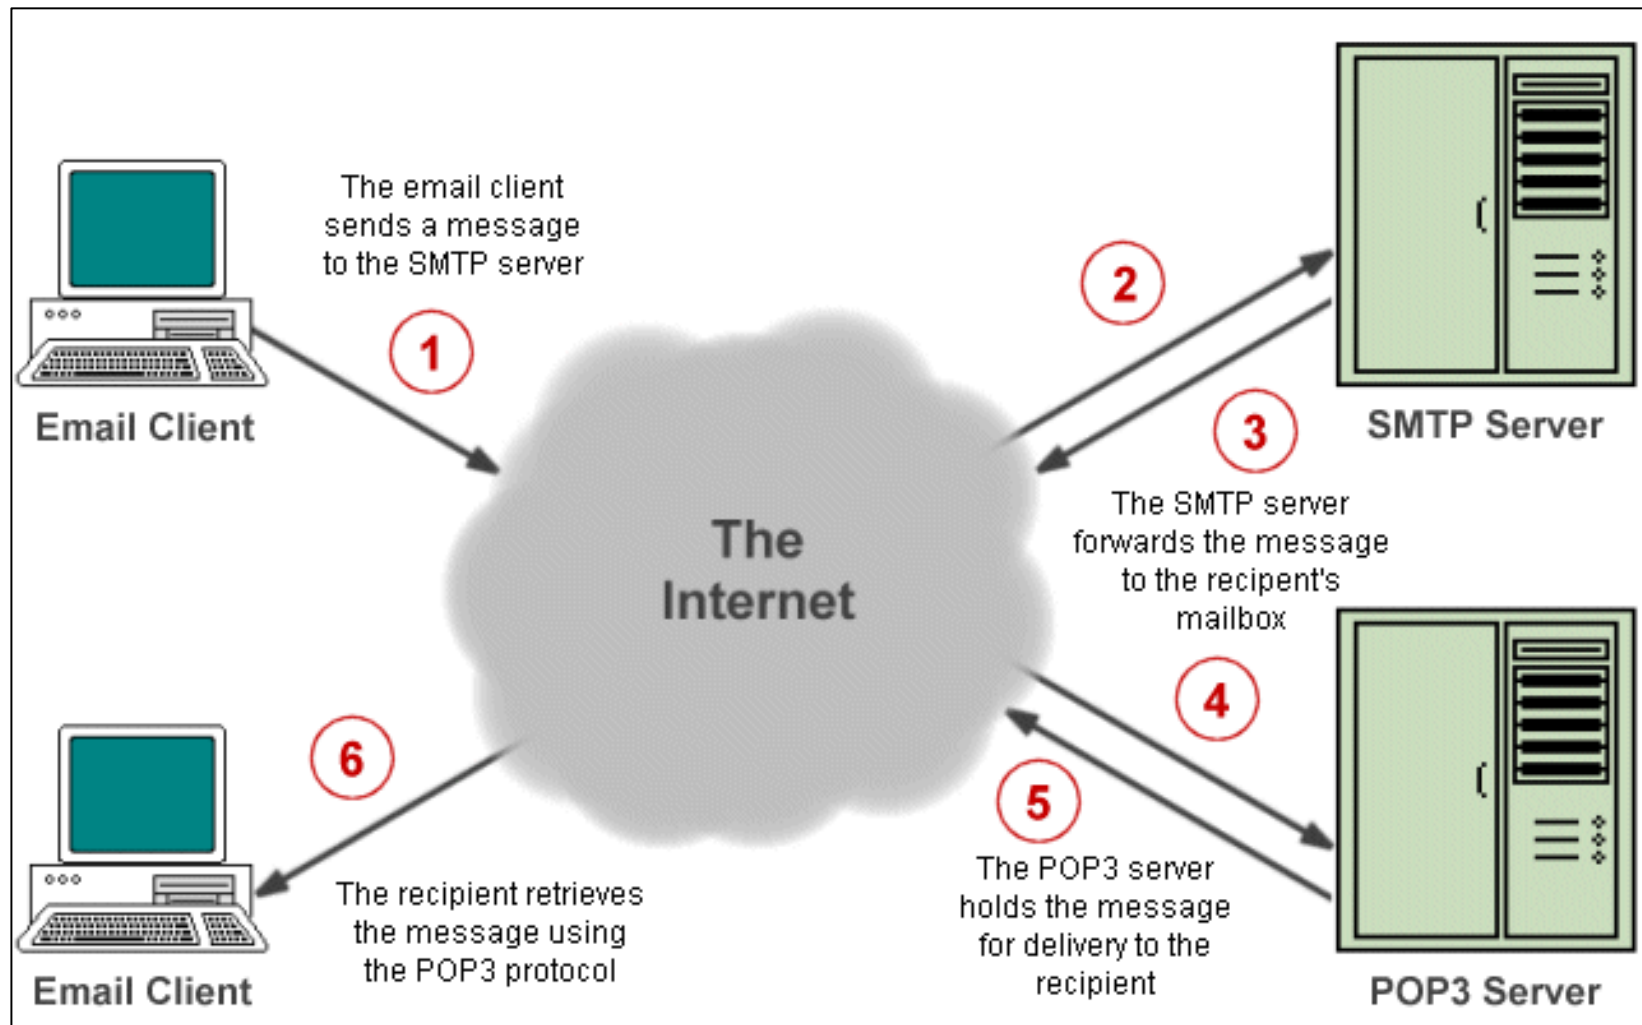 The email client
sends a message
to the SMTP server
1
Email Client
2
3
SMTP Server
The SMTP server
forwards the message
to the recipent's
mailbox
The
Internet
4
5
The POP3 server
holds the message
for delivery to the
recipient
POP3 Server
6
The recipient retrieves
the message using
the POP3 protocol
Email Client